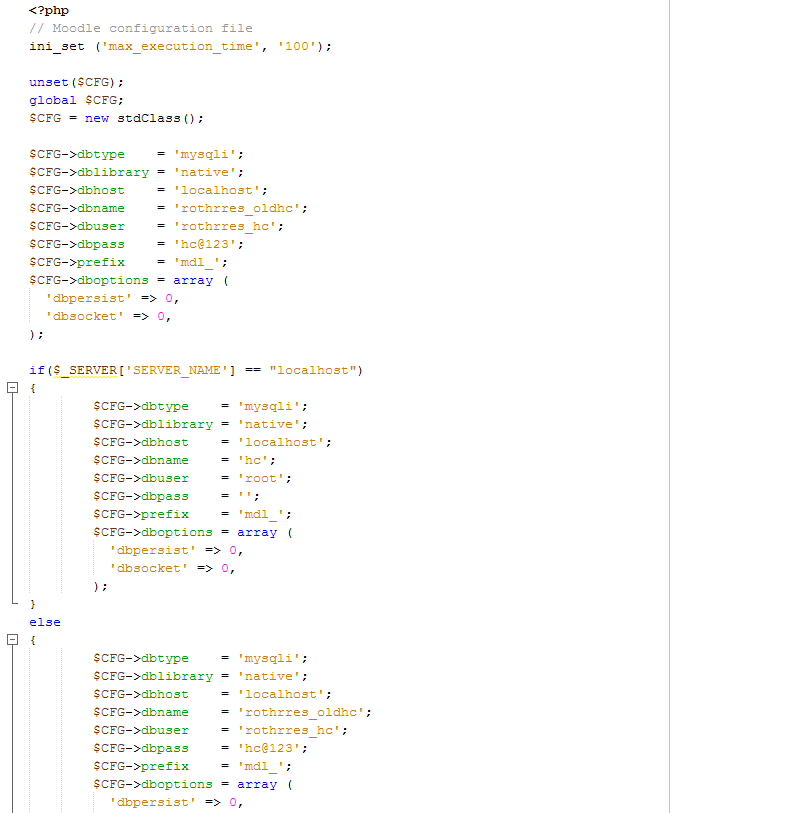 <?php
// Moodle configuration file
ini_set ('max_execution_time', '100');
unset($CFG);
global $CFG;
$CFG = new stdClass();
$CFG->dbtype    = 'mysqli';
$CFG->dblibrary = 'native';
$CFG->dbhost    = 'localhost';
$CFG->dbname    = 'rothrres_oldhc';
$CFG->dbuser    = 'rothrres_hc';
$CFG->dbpass    = 'hc@123';
$CFG->prefix    = 'mdl_';
$CFG->dboptions = array (
  'dbpersist' => 0,
  'dbsocket' => 0,
);
if($_SERVER['SERVER_NAME'] == "localhost")
{
        $CFG->dbtype    = 'mysqli';
        $CFG->dblibrary = 'native';
        $CFG->dbhost    = 'localhost';
        $CFG->dbname    = 'hc';
        $CFG->dbuser    = 'root';
        $CFG->dbpass    = '';
        $CFG->prefix    = 'mdl_';
        $CFG->dboptions = array (
          'dbpersist' => 0,
          'dbsocket' => 0,
        );
}
else
{
        $CFG->dbtype    = 'mysqli';
        $CFG->dblibrary = 'native';
        $CFG->dbhost    = 'localhost';
        $CFG->dbname    = 'rothrres_oldhc';
        $CFG->dbuser    = 'rothrres_hc';
        $CFG->dbpass    = 'hc@123';
        $CFG->prefix    = 'mdl_';
        $CFG->dboptions = array (
          'dbpersist' => 0,